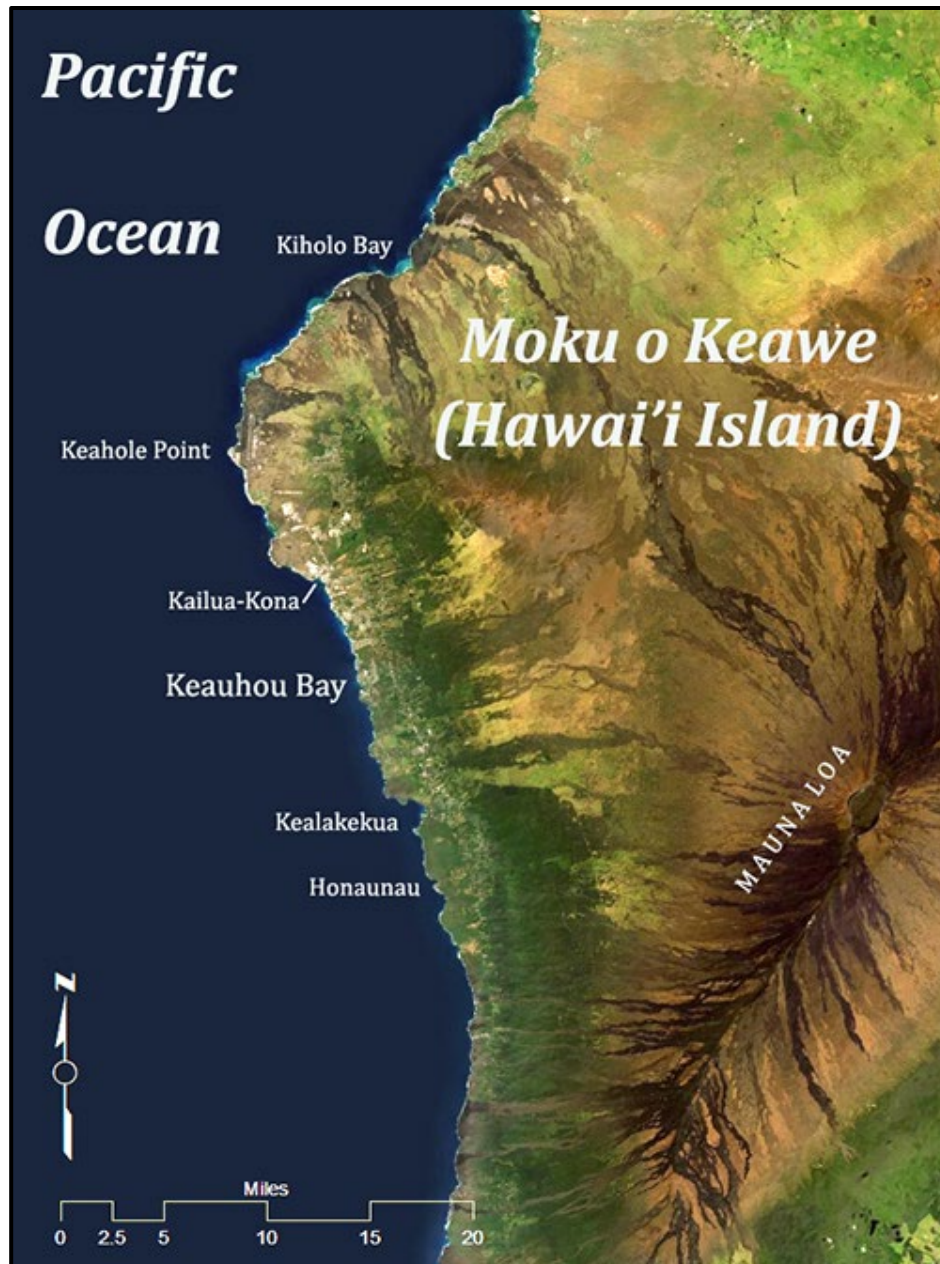 Pacific
Ocean
Kiholo Bay
Moku o Keawe
(Hawai’i Island)
Keahole Point
Kailua-Kona
Keauhou Bay
MAUNA LOA
Kealakekua
Honaunau
N
Miles
0 2.5 5 10 15 20